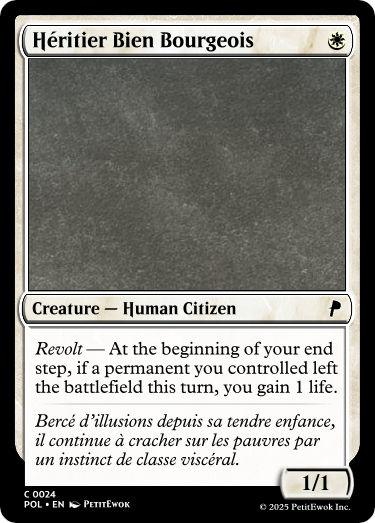 Héritier Bien Bourgeois
Creature — Human Citizen
Revolt — At the beginning of your end
step, if a permanent you controlled left
the battlefield this turn, you gain 1 life.
Bercé d'illusions depuis sa tendre enfance,
il continue à cracher sur les pauvres par
un instinct de classe viscéral.
1/1
C 0024
POL • EN PetitEwok
© 2025 PetitEwok Inc.